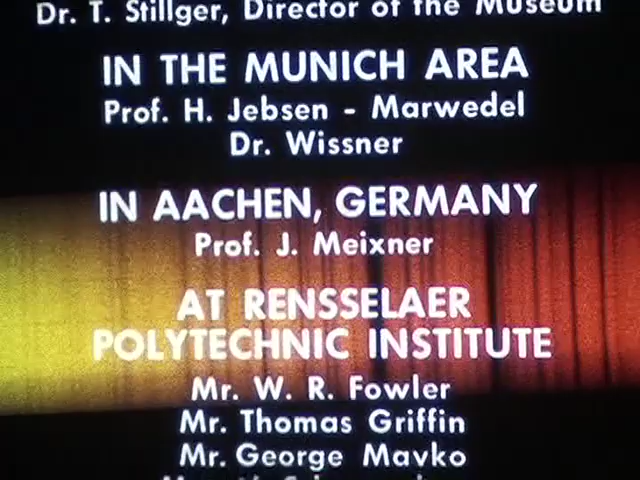 Dr. T. Stillger, Director of the Museum
IN THE MUNICH AREA
Prof. H. Jebsen - Marwedel
Dr. Wissner
IN AACHEN, GERMANY
Prof. J. Meixner
AT RENSSELAER
POLYTECHNIC INSTITUTE
Mr. W. R. Fowler
Mr. Thomas Griffin
Mr. George Mavko